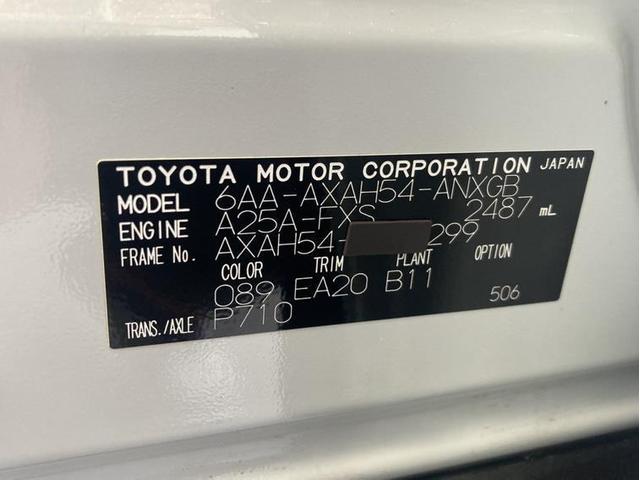 TOYOTA MOTOR CORPORATION JAPAN
MODEL 6AA-AXAH54-ANXGB
ENGINE A25A-FXS 2487 mL
FRAME No. AXAH54- 299
COLOR TRIM PLANT OPTION
089 EA20 B11
506
TRANS./AXLE P710